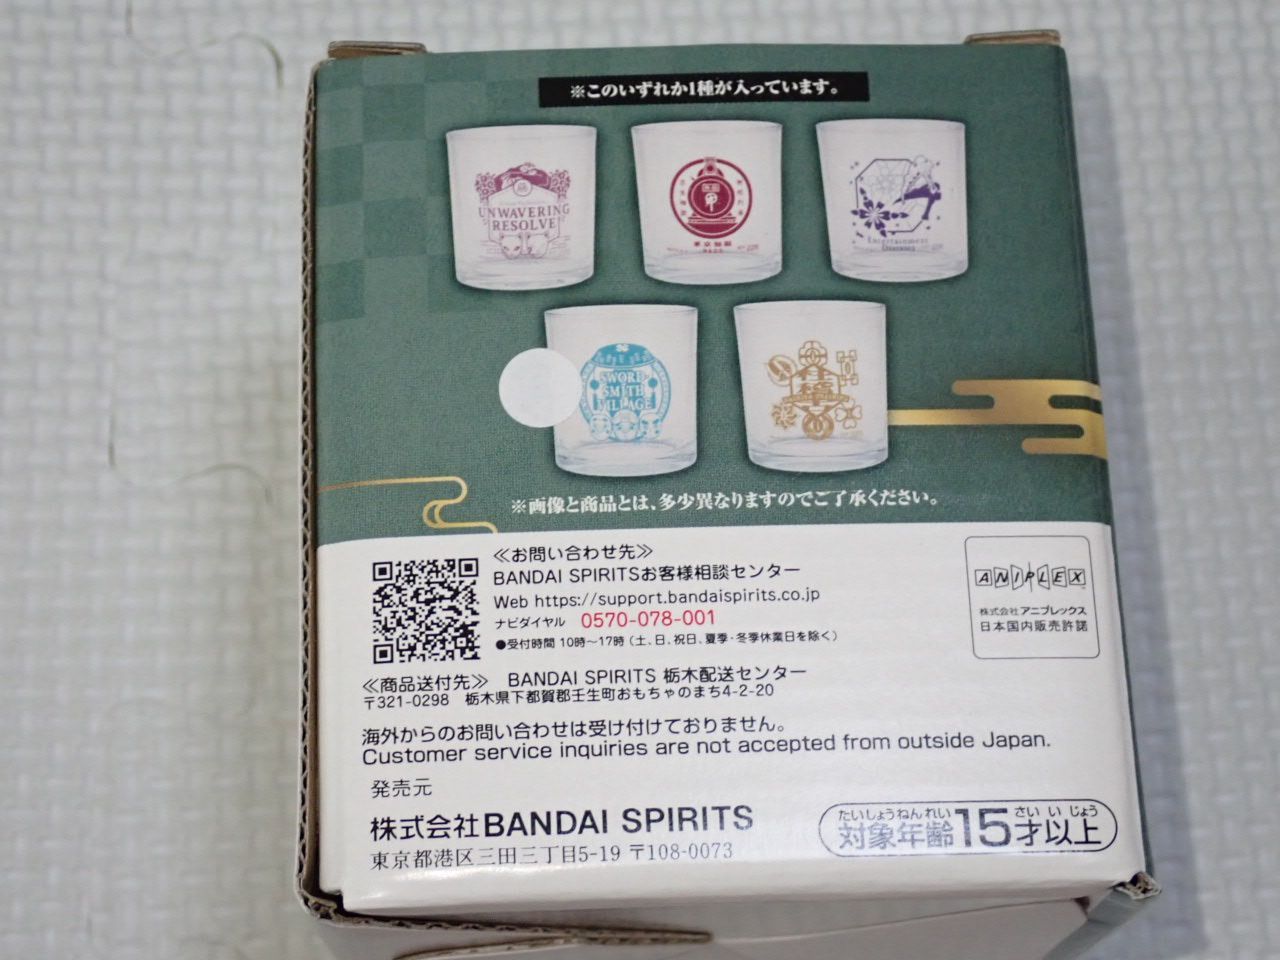 ※このいずれか1種が入っています。
UNWAVERING
RESOLVE
東京無限
Entertainment
District
SWORD
SMITH
VILLAGE
※画像と商品とは、多少異なりますのでご了承ください。
≪お問い合わせ先≫
BANDAI SPIRITSお客様相談センター
Web https://support.bandaispirits.co.jp
ナビダイヤル 0570-078-001
●受付時間 10時～17時（土、日、祝日、夏季・冬季休業日を除く）
ANIPLEX
株式会社アニプレックス
日本国内販売許諾
≪商品送付先≫ BANDAI SPIRITS 栃木配送センター
〒321-0298 栃木県下都賀郡壬生町おもちゃのまち4-2-20
海外からのお問い合わせは受け付けておりません。
Customer service inquiries are not accepted from outside Japan.
発売元
株式会社BANDAI SPIRITS
東京都港区三田三丁目5-19 〒108-0073
たいしょうねんれい さい いじょう
対象年齢15才以上